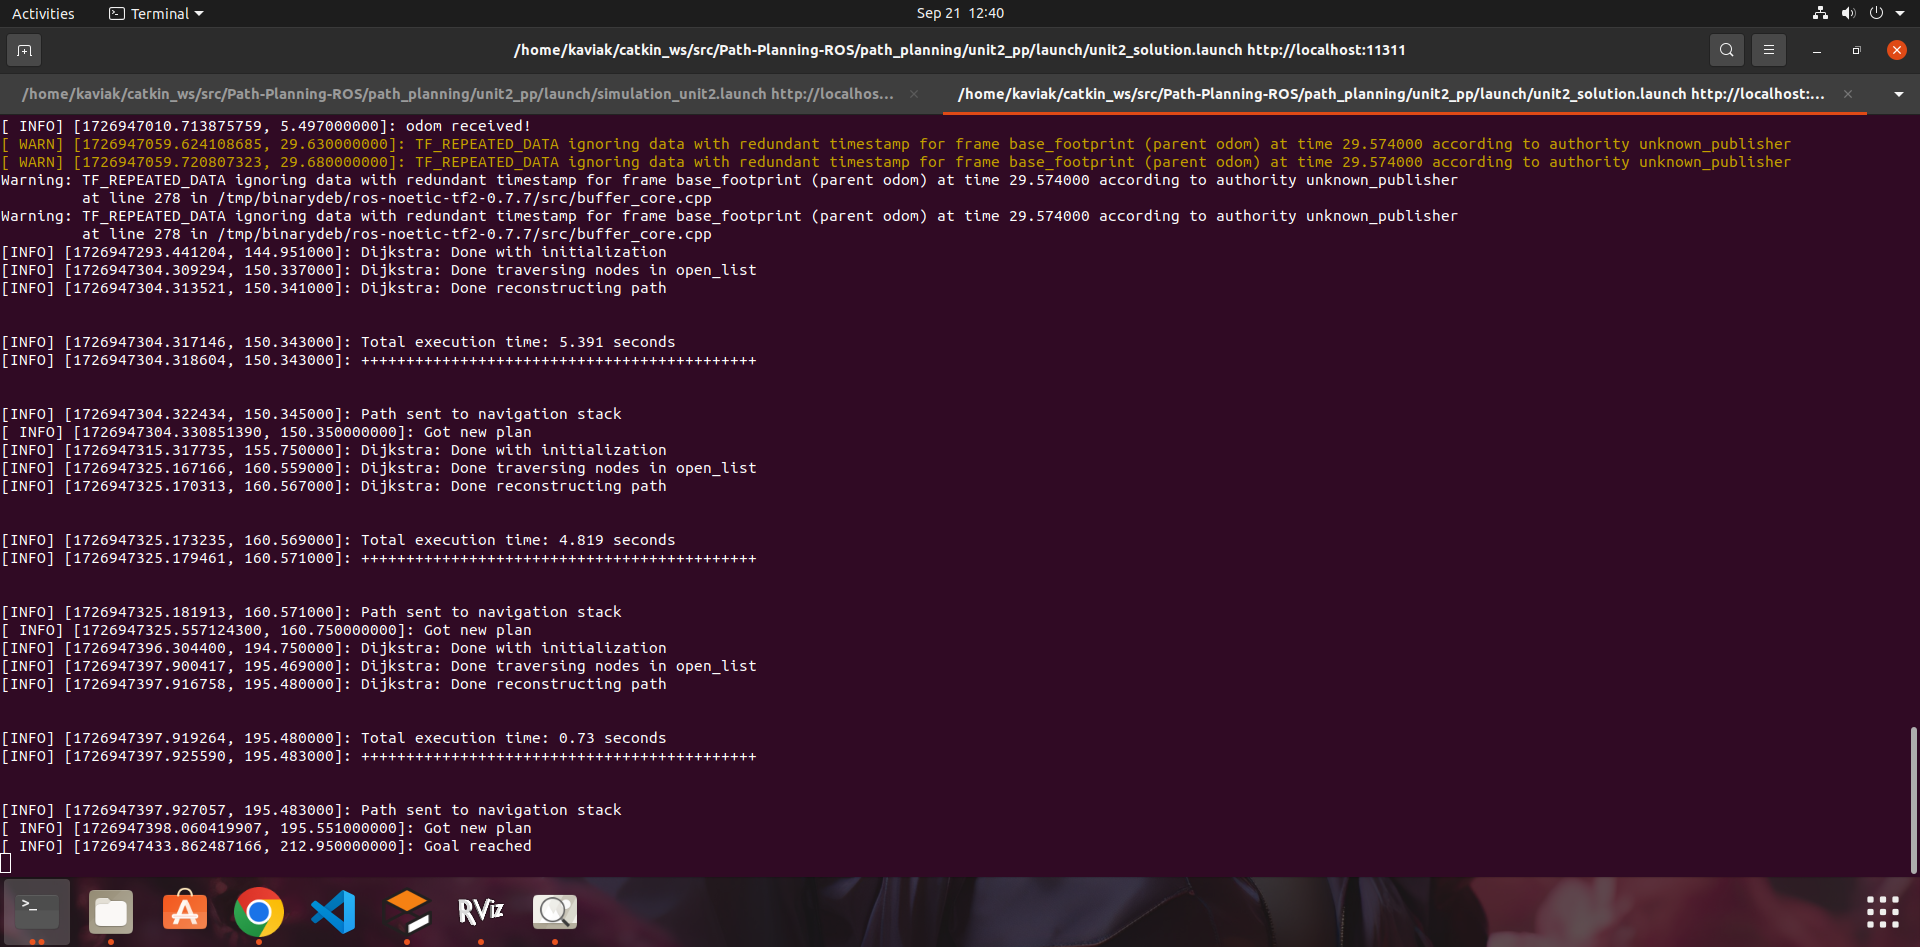 Activities
Terminal
Sep 21 12:40
/home/kaviak/catkin_ws/src/Path-Planning-ROS/path_planning/unit2_pp/launch/unit2_solution.launch http://localhost:11311
/home/kaviak/catkin_ws/src/Path-Planning-ROS/path_planning/unit2_pp/launch/simulation_unit2.launch http://localhos...
/home/kaviak/catkin_ws/src/Path-Planning-ROS/path_planning/unit2_pp/launch/unit2_solution.launch http://localhost:...
[ INFO] [1726947010.713875759, 5.497000000]: odom received!
[ WARN] [1726947059.624108685, 29.630000000]: TF_REPEATED_DATA ignoring data with redundant timestamp for frame base_footprint (parent odom) at time 29.574000 according to authority unknown_publisher
[ WARN] [1726947059.720807323, 29.680000000]: TF_REPEATED_DATA ignoring data with redundant timestamp for frame base_footprint (parent odom) at time 29.574000 according to authority unknown_publisher
Warning: TF_REPEATED_DATA ignoring data with redundant timestamp for frame base_footprint (parent odom) at time 29.574000 according to authority unknown_publisher
         at line 278 in /tmp/binarydeb/ros-noetic-tf2-0.7.7/src/buffer_core.cpp
Warning: TF_REPEATED_DATA ignoring data with redundant timestamp for frame base_footprint (parent odom) at time 29.574000 according to authority unknown_publisher
         at line 278 in /tmp/binarydeb/ros-noetic-tf2-0.7.7/src/buffer_core.cpp
[INFO] [1726947293.441204, 144.951000]: Dijkstra: Done with initialization
[INFO] [1726947304.309294, 150.337000]: Dijkstra: Done traversing nodes in open_list
[INFO] [1726947304.313521, 150.341000]: Dijkstra: Done reconstructing path
[INFO] [1726947304.317146, 150.343000]: Total execution time: 5.391 seconds
[INFO] [1726947304.318604, 150.343000]: ++++++++++++++++++++++++++++++++++++++++++++
[INFO] [1726947304.322434, 150.345000]: Path sent to navigation stack
[ INFO] [1726947304.330851390, 150.350000000]: Got new plan
[INFO] [1726947315.317735, 155.750000]: Dijkstra: Done with initialization
[INFO] [1726947325.167166, 160.559000]: Dijkstra: Done traversing nodes in open_list
[INFO] [1726947325.170313, 160.567000]: Dijkstra: Done reconstructing path
[INFO] [1726947325.173235, 160.569000]: Total execution time: 4.819 seconds
[INFO] [1726947325.179461, 160.571000]: ++++++++++++++++++++++++++++++++++++++++++++
[INFO] [1726947325.181913, 160.571000]: Path sent to navigation stack
[ INFO] [1726947325.557124300, 160.750000000]: Got new plan
[INFO] [1726947396.304400, 194.750000]: Dijkstra: Done with initialization
[INFO] [1726947397.900417, 195.469000]: Dijkstra: Done traversing nodes in open_list
[INFO] [1726947397.916758, 195.480000]: Dijkstra: Done reconstructing path
[INFO] [1726947397.919264, 195.480000]: Total execution time: 0.73 seconds
[INFO] [1726947397.925590, 195.483000]: ++++++++++++++++++++++++++++++++++++++++++++
[INFO] [1726947397.927057, 195.483000]: Path sent to navigation stack
[ INFO] [1726947398.060419907, 195.551000000]: Got new plan
[ INFO] [1726947433.862487166, 212.950000000]: Goal reached
RViz